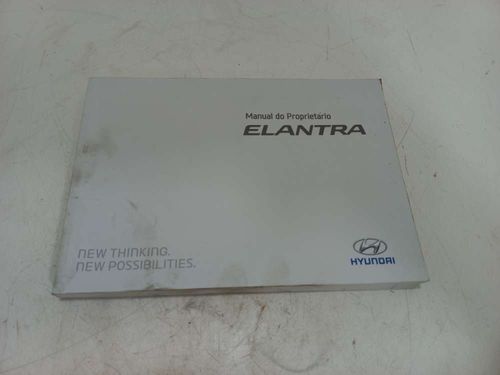 Manual do Proprietário
ELANTRA
NEW THINKING.
NEW POSSIBILITIES.
HYUNDAI